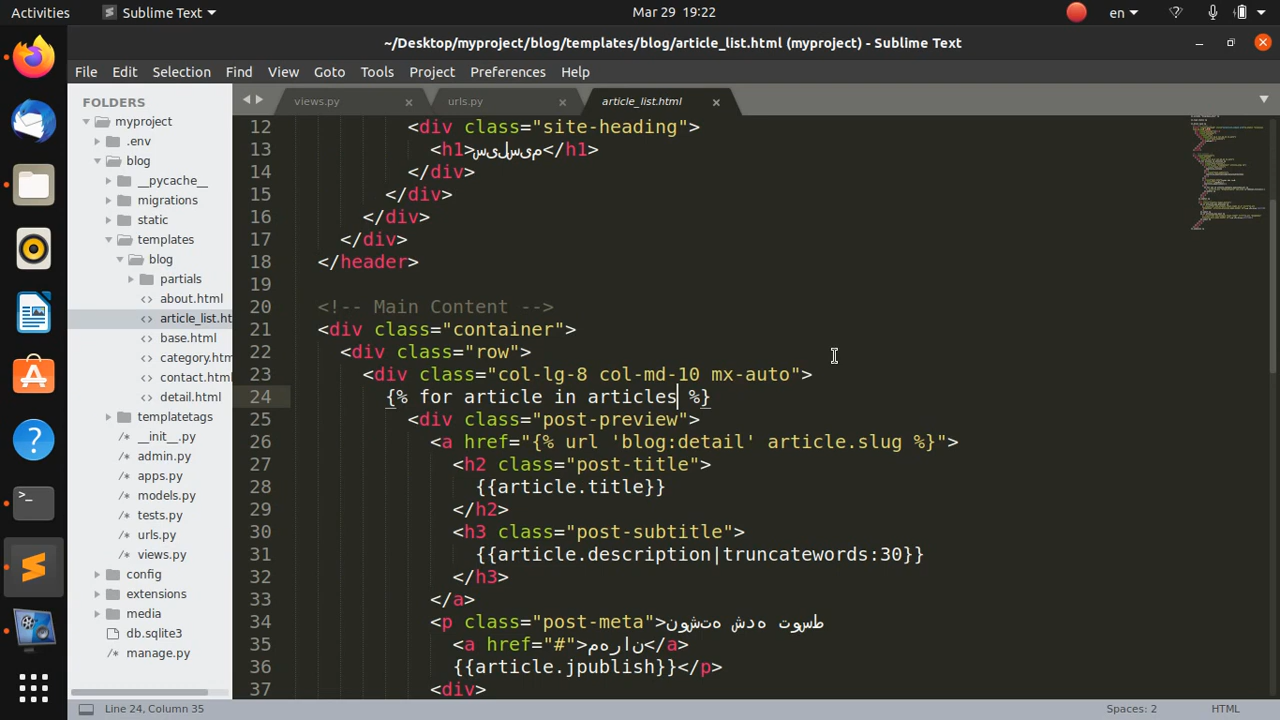 Activities
Sublime Text
Mar 29 19:22
en
~/Desktop/myproject/blog/templates/blog/article_list.html (myproject) - Sublime Text
File Edit Selection Find View Goto Tools Project Preferences Help
FOLDERS
myproject
.env
blog
__pycache__
migrations
static
templates
blog
partials
about.html
article_list.ht
base.html
category.htm
contact.htm
detail.html
templatetags
__init__.py
admin.py
apps.py
models.py
tests.py
urls.py
views.py
config
extensions
media
db.sqlite3
manage.py
views.py
urls.py
article_list.html
12 <div class="site-heading">
13 <h1>میسلیس</h1>
14 </div>
15 </div>
16 </div>
17 </div>
18 </header>
19
20 <!-- Main Content -->
21 <div class="container">
22 <div class="row">
23 <div class="col-lg-8 col-md-10 mx-auto">
24 {% for article in articles %}
25 <div class="post-preview">
26 <a href="{% url 'blog:detail' article.slug %}">
27 <h2 class="post-title">
28 {{article.title}}
29 </h2>
30 <h3 class="post-subtitle">
31 {{article.description|truncatewords:30}}
32 </h3>
33 </a>
34 <p class="post-meta">نوشته شده توسط
35 <a href="#">مهران</a>
36 {{article.jpublish}}</p>
37 <div>
Line 24, Column 35
Spaces: 2
HTML